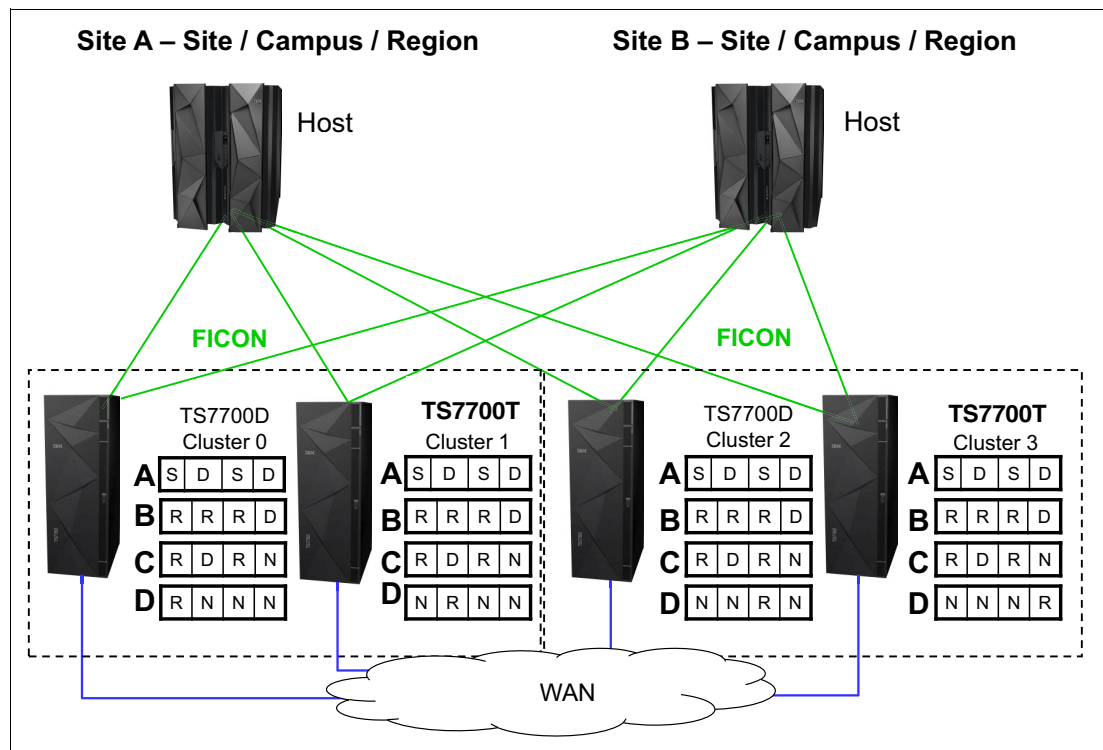 Site A – Site / Campus / Region
Site B – Site / Campus / Region
Host
Host
FICON
FICON
TS7700D
Cluster 0
A S D S D
B R R R D
C R D R N
D R N N N
TS7700T
Cluster 1
A S D S D
B R R R D
C R D R N
D N R N N
TS7700D
Cluster 2
A S D S D
B R R R D
C R D R N
D N N R N
TS7700T
Cluster 3
A S D S D
B R R R D
C R D R N
D N N N R
WAN